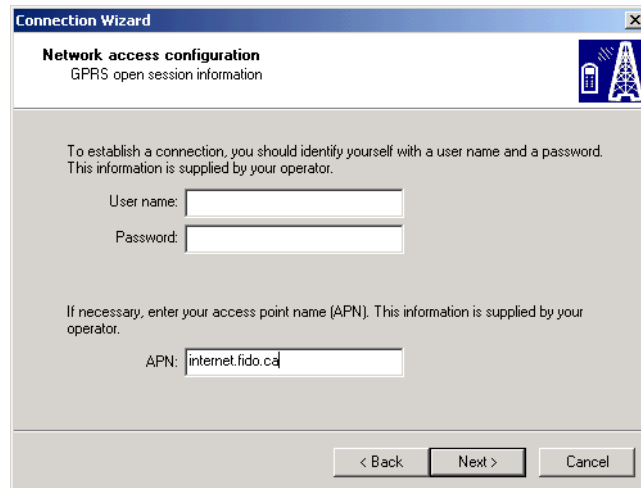 Connection Wizard
Network access configuration
GPRS open session information
To establish a connection, you should identify yourself with a user name and a password.
This information is supplied by your operator.
User name:
Password:
If necessary, enter your access point name (APN). This information is supplied by your
operator.
APN: internet.fido.ca
< Back Next > Cancel